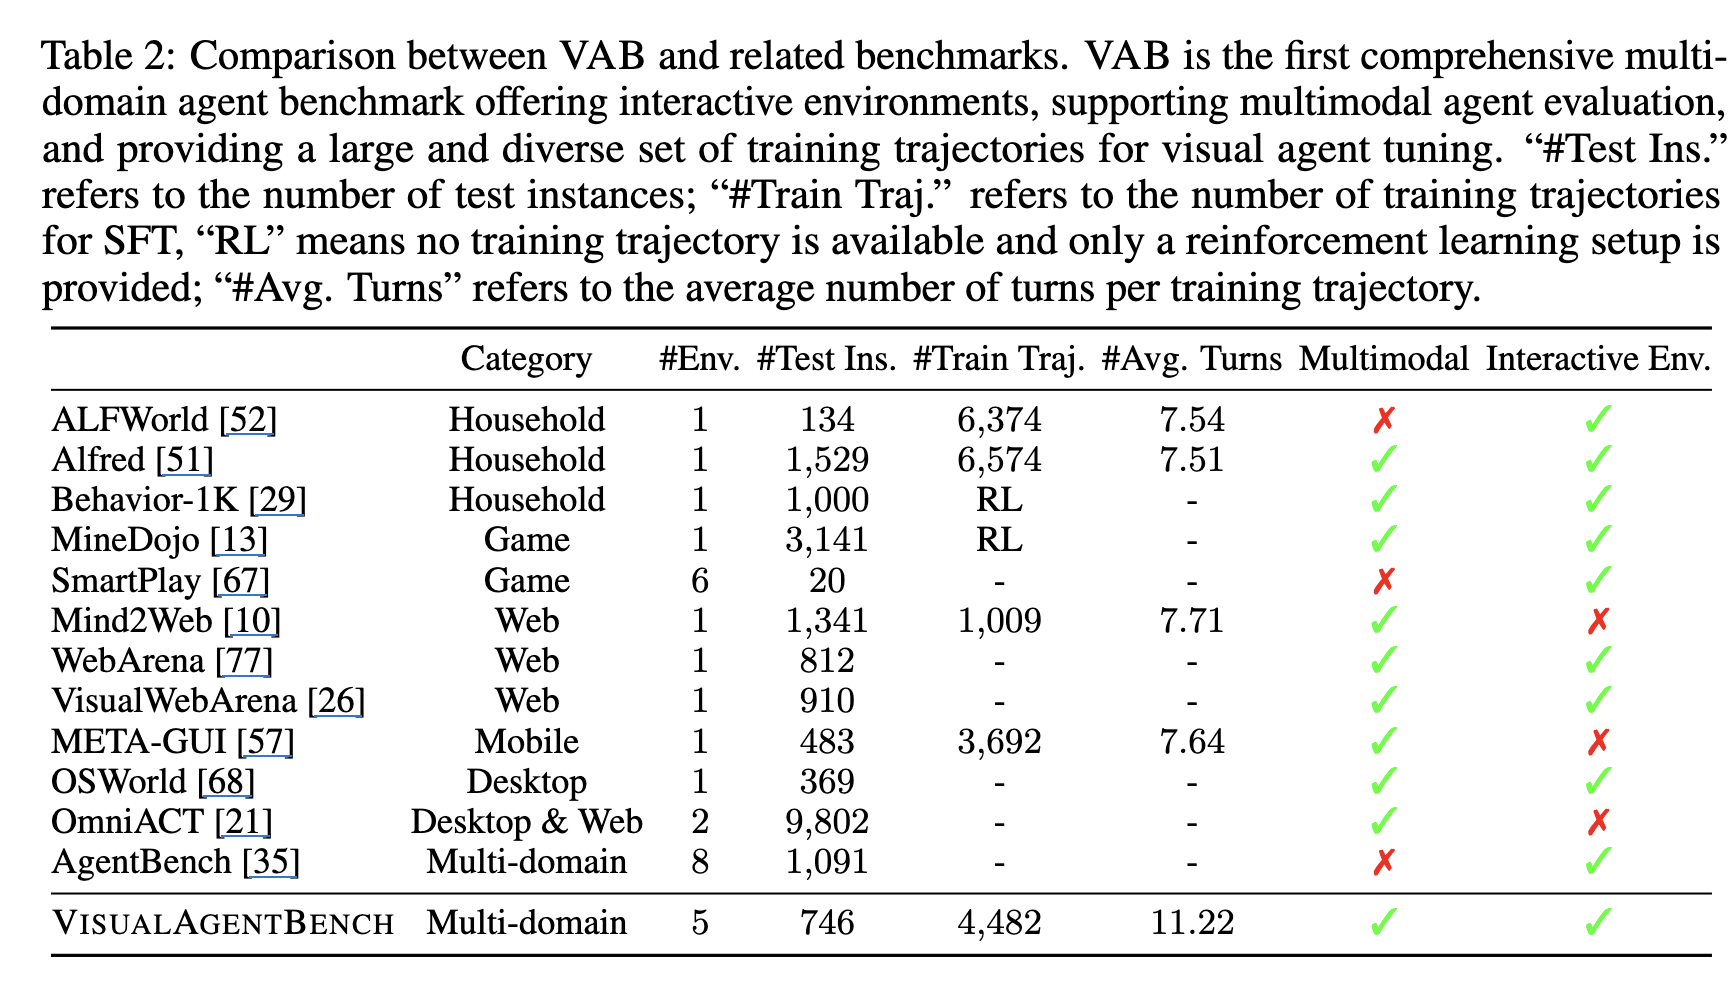 Table 2: Comparison between VAB and related benchmarks. VAB is the first comprehensive multi-
domain agent benchmark offering interactive environments, supporting multimodal agent evaluation,
and providing a large and diverse set of training trajectories for visual agent tuning. “#Test Ins.”
refers to the number of test instances; “#Train Traj.” refers to the number of training trajectories
for SFT, “RL” means no training trajectory is available and only a reinforcement learning setup is
provided; “#Avg. Turns” refers to the average number of turns per training trajectory.
Category #Env. #Test Ins. #Train Traj. #Avg. Turns Multimodal Interactive Env.
ALFWorld [52] Household 1 134 6,374 7.54 ✗ ✓
Alfred [51] Household 1 1,529 6,574 7.51 ✓ ✓
Behavior-1K [29] Household 1 1,000 RL - ✓ ✓
MineDojo [13] Game 1 3,141 RL - ✓ ✓
SmartPlay [67] Game 6 20 - - ✗ ✓
Mind2Web [10] Web 1 1,341 1,009 7.71 ✓ ✗
WebArena [77] Web 1 812 - - ✓ ✓
VisualWebArena [26] Web 1 910 - - ✓ ✓
META-GUI [57] Mobile 1 483 3,692 7.64 ✓ ✗
OSWorld [68] Desktop 1 369 - - ✓ ✓
OmniACT [21] Desktop & Web 2 9,802 - - ✓ ✗
AgentBench [35] Multi-domain 8 1,091 - - ✗ ✓
VISUALAGENTBENCH Multi-domain 5 746 4,482 11.22 ✓ ✓